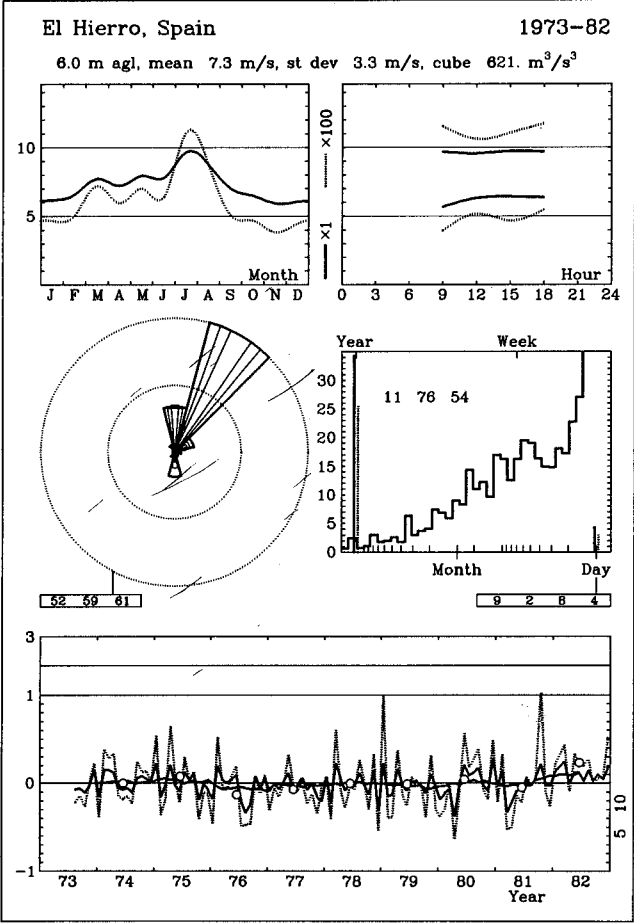 El Hierro, Spain 1973-82
6.0 m agl, mean 7.3 m/s, st dev 3.3 m/s, cube 621. m³/s³
10
5
J F M A M J J A S O N D
Month
×1 ×100
0 3 6 9 12 15 18 21 24
Hour
52 59 61
Year Week
35
30
25
20
15
10
5
0
11 76 54
Month Day
9 2 8 4
3
1
0
-1
73 74 75 76 77 78 79 80 81 82
Year
5 10